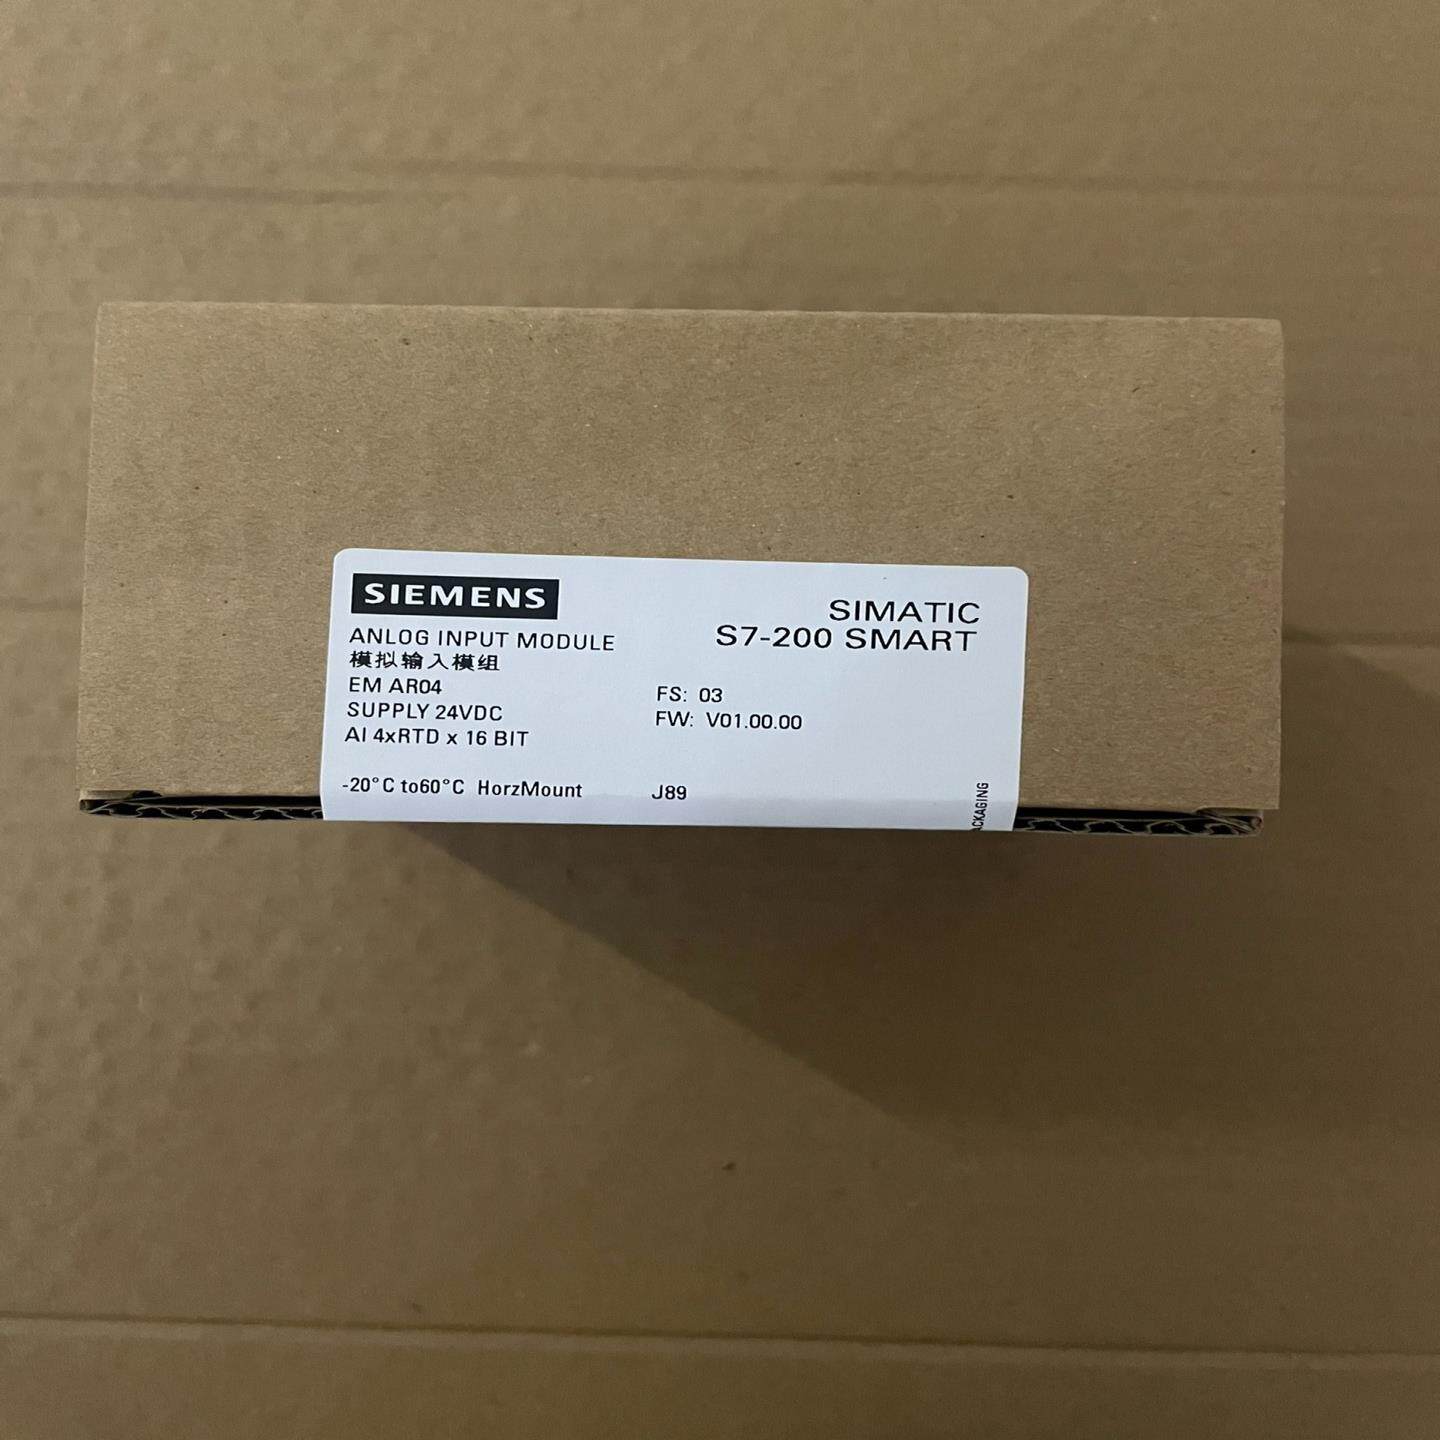 SIEMENS
SIMATIC
S7-200 SMART
ANLOG INPUT MODULE
模拟输入模组
EM AR04
SUPPLY 24VDC
AI 4xRTD x 16 BIT
FS: 03
FW: V01.00.00
-20°C to60°C HorzMount
J89